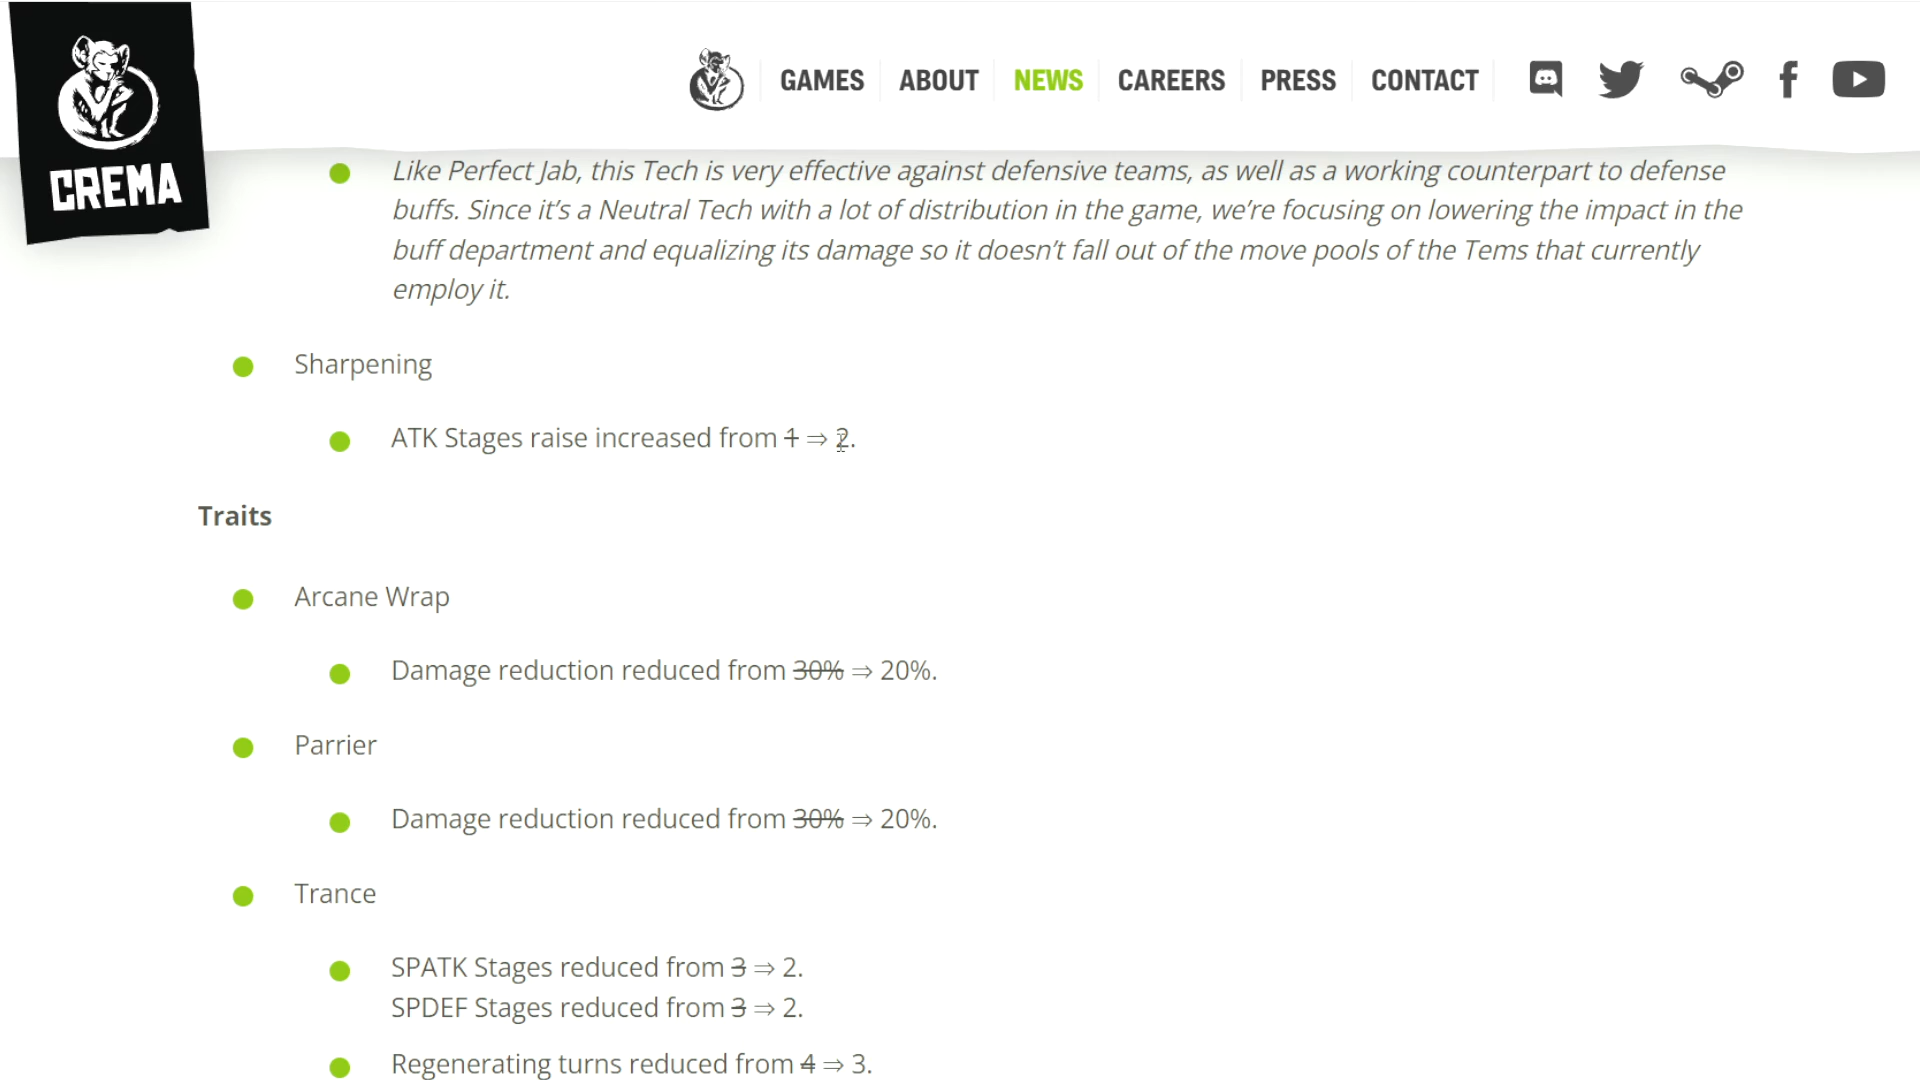 CREMA
GAMES ABOUT NEWS CAREERS PRESS CONTACT
Like Perfect Jab, this Tech is very effective against defensive teams, as well as a working counterpart to defense
buffs. Since it's a Neutral Tech with a lot of distribution in the game, we're focusing on lowering the impact in the
buff department and equalizing its damage so it doesn't fall out of the move pools of the Tems that currently
employ it.
Sharpening
ATK Stages raise increased from 1 ⇒ 2.
Traits
Arcane Wrap
Damage reduction reduced from 30% ⇒ 20%.
Parrier
Damage reduction reduced from 30% ⇒ 20%.
Trance
SPATK Stages reduced from 3 ⇒ 2.
SPDEF Stages reduced from 3 ⇒ 2.
Regenerating turns reduced from 4 ⇒ 3.